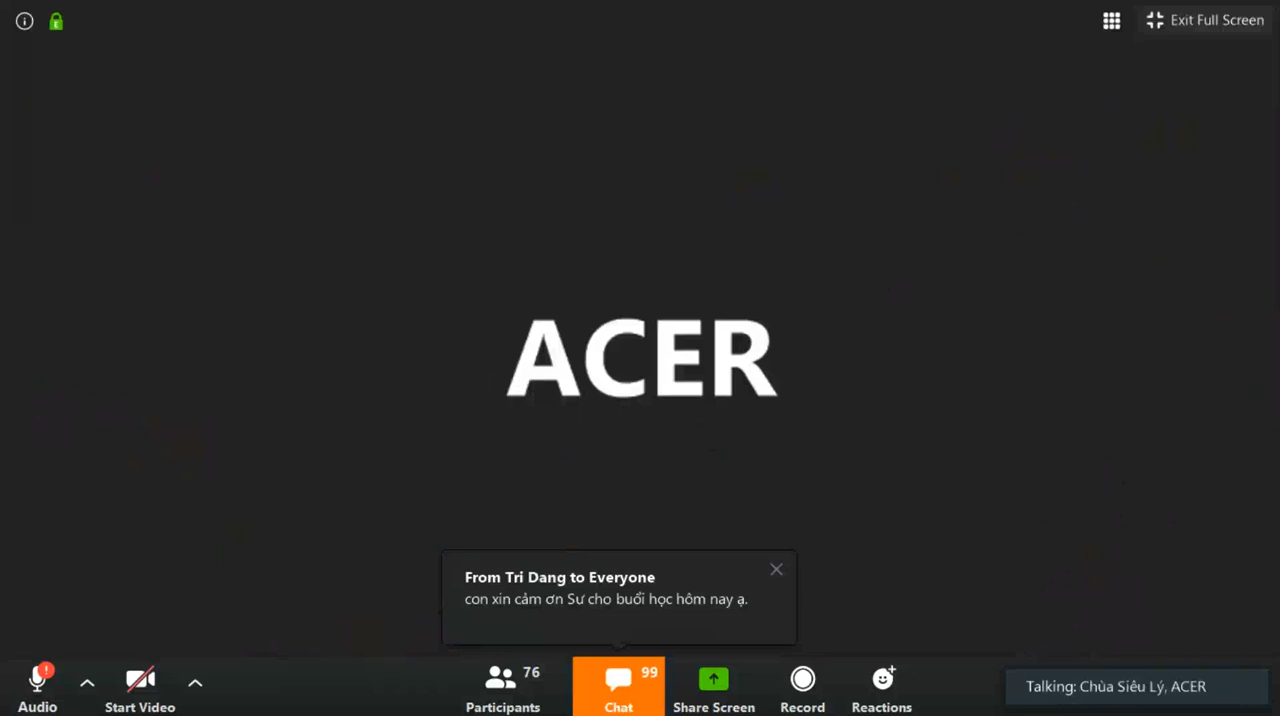 Exit Full Screen
ACER
From Tri Dang to Everyone
con xin cảm ơn Sư cho buổi học hôm nay ạ.
Audio
Start Video
76
Participants
99
Chat
Share Screen
Record
Reactions
Talking: Chùa Siêu Lý, ACER